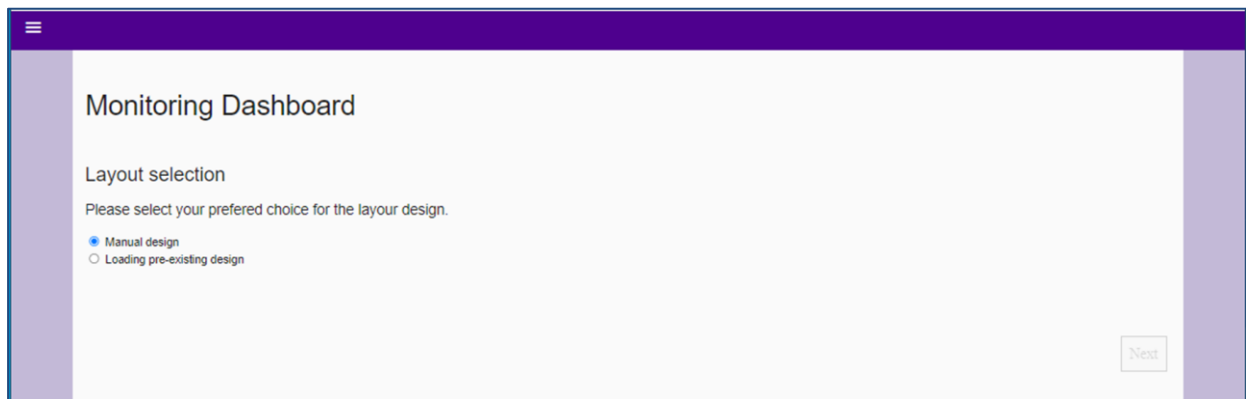 Monitoring Dashboard
Layout selection
Please select your prefered choice for the layour design.
Manual design
Loading pre-existing design
Next